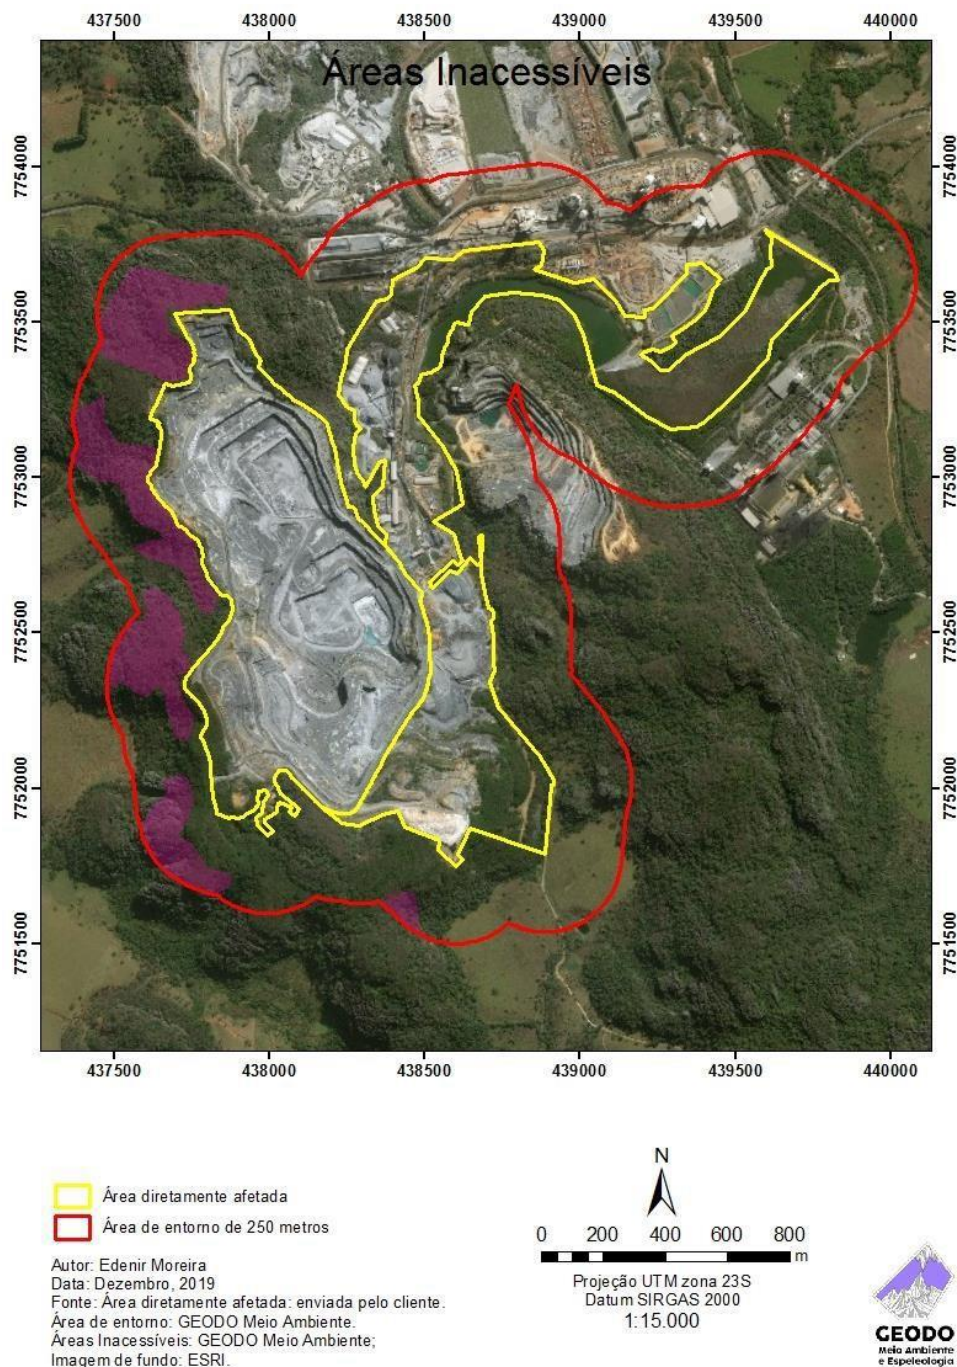 437500 438000 438500 439000 439500 440000
Áreas Inacessíveis
7754000 7754000
7753500 7753500
7753000 7753000
7752500 7752500
7752000 7752000
7751500 7751500
437500 438000 438500 439000 439500 440000
N
Área diretamente afetada
Área de entorno de 250 metros
0 200 400 600 800
m
Autor: Edenir Moreira
Data: Dezembro, 2019
Fonte: Área diretamente afetada: enviada pelo cliente.
Área de entorno: GEODO Meio Ambiente.
Áreas Inacessíveis: GEODO Meio Ambiente;
Imagem de fundo: ESRI.
Projeção UTM zona 23S
Datum SIRGAS 2000
1:15.000
GEODO
Meio Ambiente
e Espeleologia